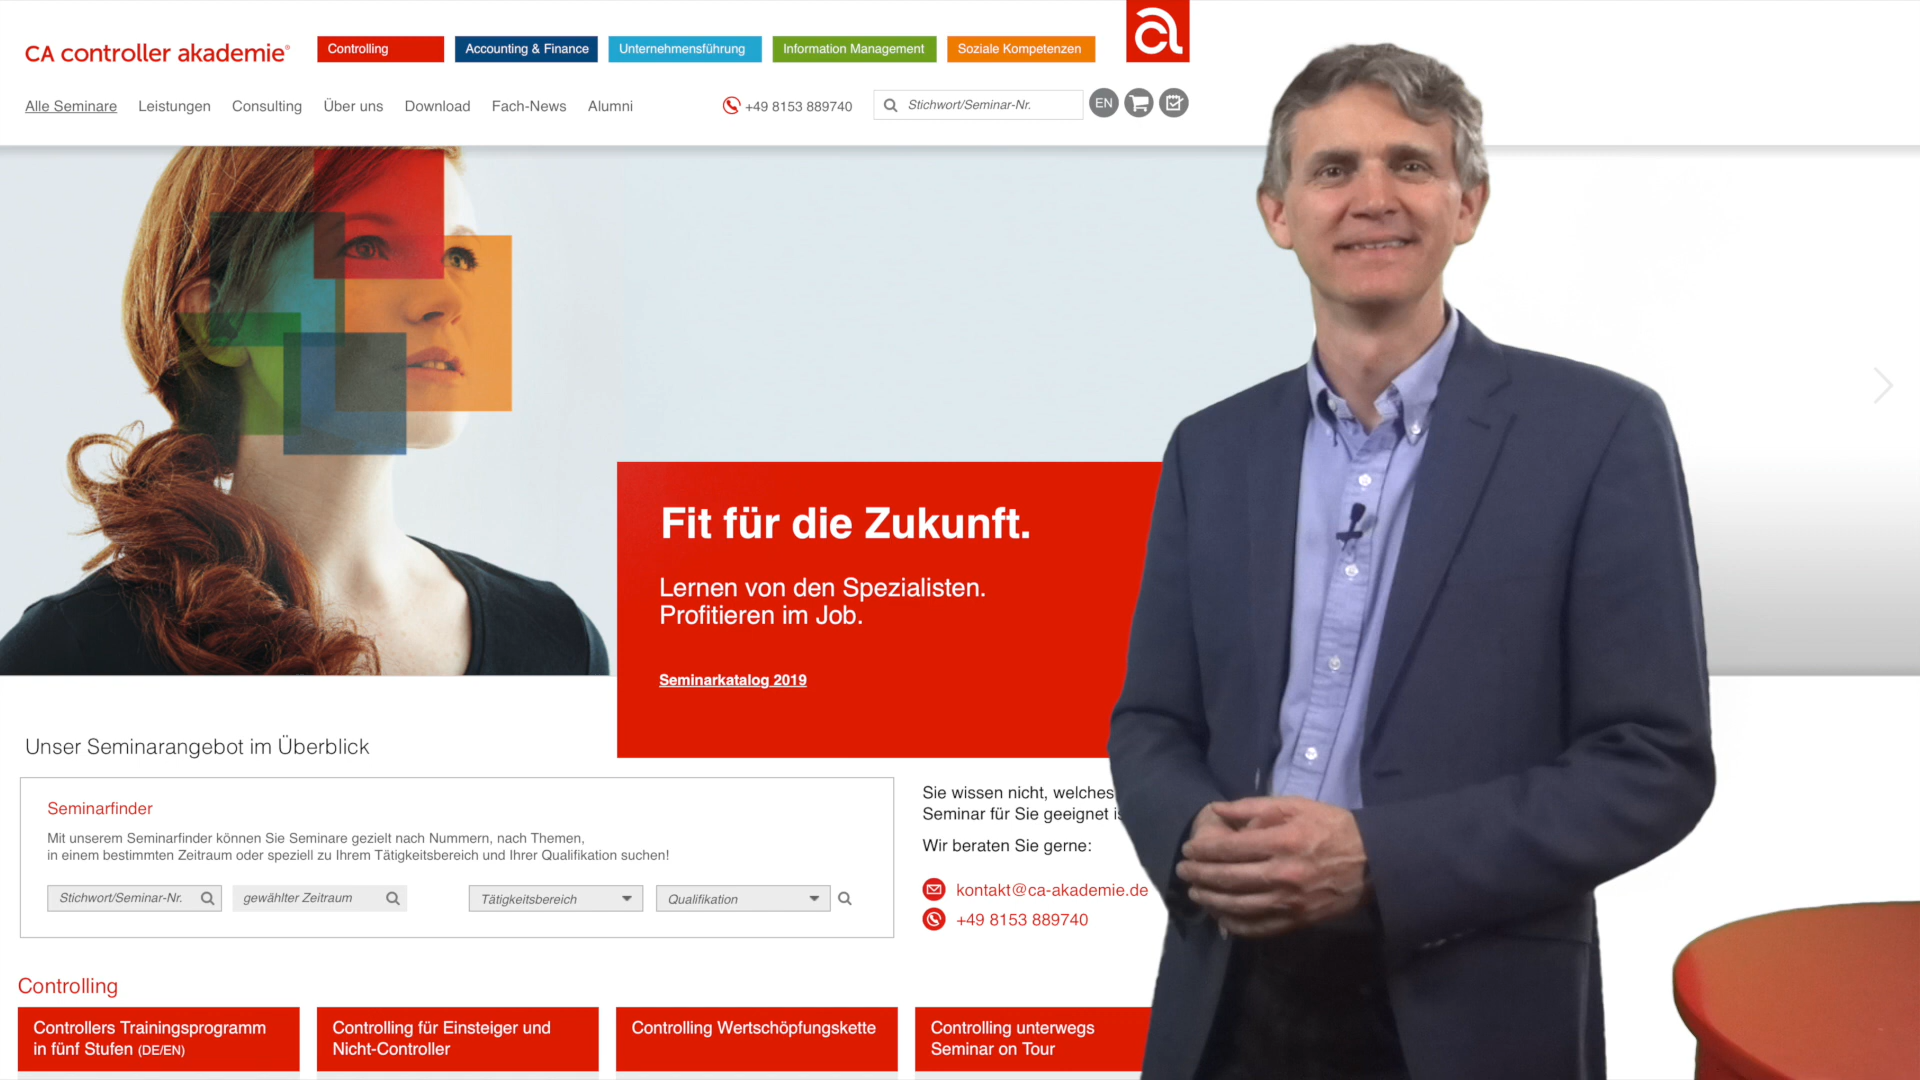 CA controller akademie®
Controlling
Accounting & Finance
Unternehmensführung
Information Management
Soziale Kompetenzen
Alle Seminare
Leistungen
Consulting
Über uns
Download
Fach-News
Alumni
+49 8153 889740
Stichwort/Seminar-Nr.
EN
Fit für die Zukunft.
Lernen von den Spezialisten.
Profitieren im Job.
Seminarkatalog 2019
Unser Seminarangebot im Überblick
Seminarfinder
Mit unserem Seminarfinder können Sie Seminare gezielt nach Nummern, nach Themen,
in einem bestimmten Zeitraum oder speziell zu Ihrem Tätigkeitsbereich und Ihrer Qualifikation suchen!
Stichwort/Seminar-Nr.
gewählter Zeitraum
Tätigkeitsbereich
Qualifikation
Sie wissen nicht, welches
Seminar für Sie geeignet
Wir beraten Sie gerne:
kontakt@ca-akademie.de
+49 8153 889740
Controlling
Controllers Trainingsprogramm
in fünf Stufen (DE/EN)
Controlling für Einsteiger und
Nicht-Controller
Controlling Wertschöpfungskette
Controlling unterwegs
Seminar on Tour